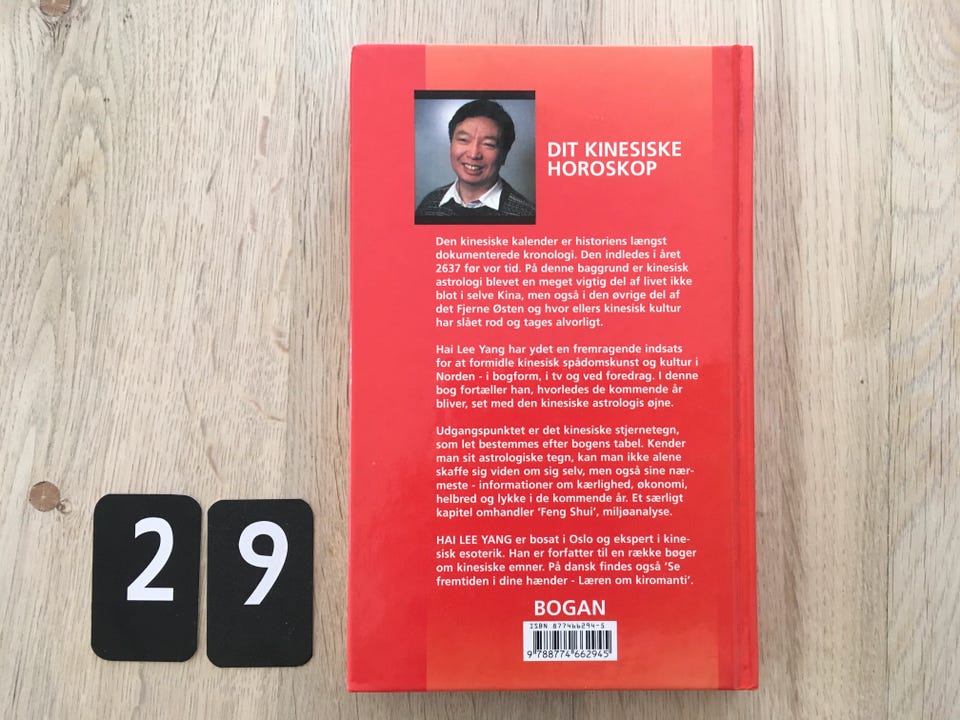 DIT KINESISKE
HOROSKOP
Den kinesiske kalender er historiens længst
dokumenterede kronologi. Den indledes i året
2637 før vor tid. På denne baggrund er kinesisk
astrologi blevet en meget vigtig del af livet ikke
blot i selve Kina, men også i den øvrige del af
det Fjerne Østen og hvor ellers kinesisk kultur
har slået rod og tages alvorligt.
Hai Lee Yang har ydet en fremragende indsats
for at formidle kinesisk spådomskunst og kultur i
Norden - i bogform, i tv og ved foredrag. I denne
bog fortæller han, hvorledes de kommende år
bliver, set med den kinesiske astrologis øjne.
Udgangspunktet er det kinesiske stjernetegn,
som let bestemmes efter bogens tabel. Kender
man sit astrologiske tegn, kan man ikke alene
skaffe sig viden om sig selv, men også sine nær-
meste - informationer om kærlighed, økonomi,
helbred og lykke i de kommende år. Et særligt
kapitel omhandler 'Feng Shui', miljøanalyse.
HAI LEE YANG er bosat i Oslo og ekspert i kine-
sisk esoterik. Han er forfatter til en række bøger
om kinesiske emner. På dansk findes også 'Se
fremtiden i dine hænder - Læren om kiromanti'.
BOGAN
ISBN 877466294-5
9 788774 662945
29